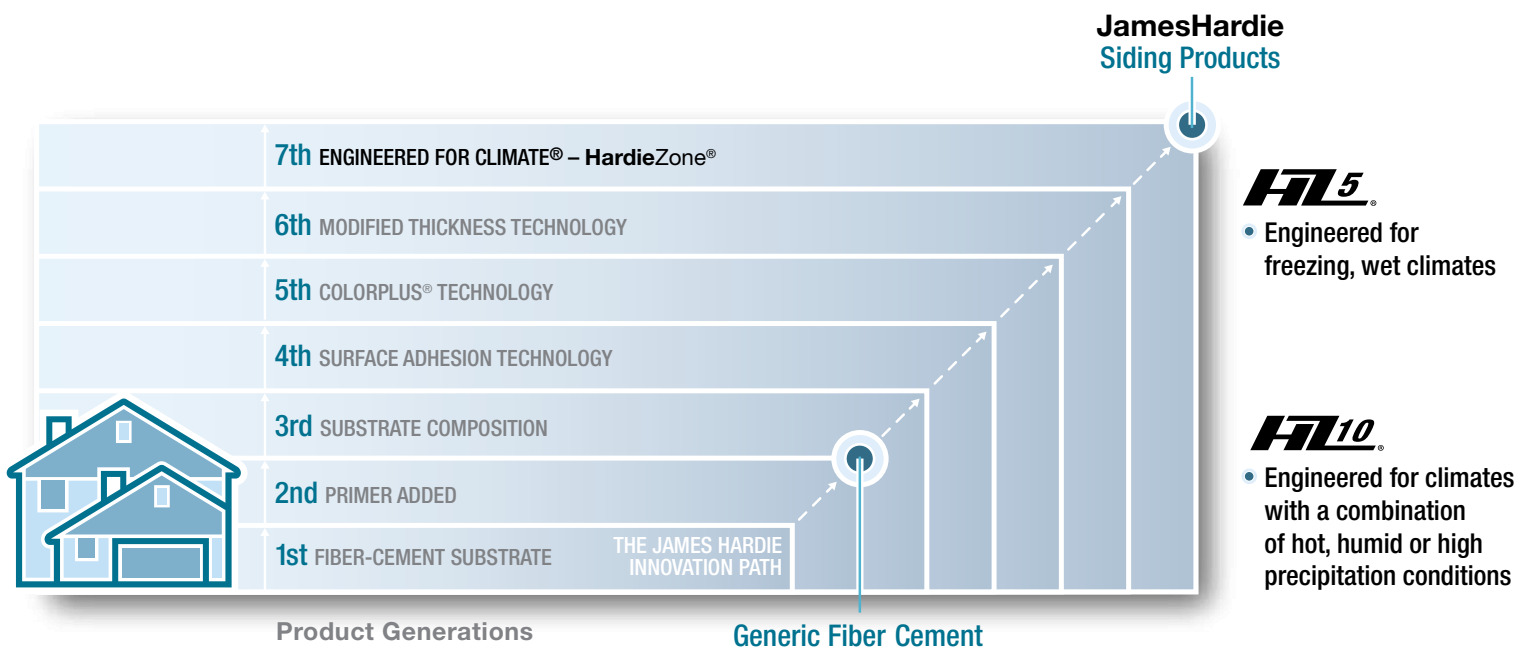 JamesHardie
Siding Products
7th ENGINEERED FOR CLIMATE® – HardieZone®
6th MODIFIED THICKNESS TECHNOLOGY
5th COLORPLUS® TECHNOLOGY
4th SURFACE ADHESION TECHNOLOGY
3rd SUBSTRATE COMPOSITION
2nd PRIMER ADDED
1st FIBER-CEMENT SUBSTRATE
THE JAMES HARDIE
INNOVATION PATH
Product Generations
Generic Fiber Cement
HZ5®
• Engineered for
freezing, wet climates
HZ10®
• Engineered for climates
with a combination
of hot, humid or high
precipitation conditions